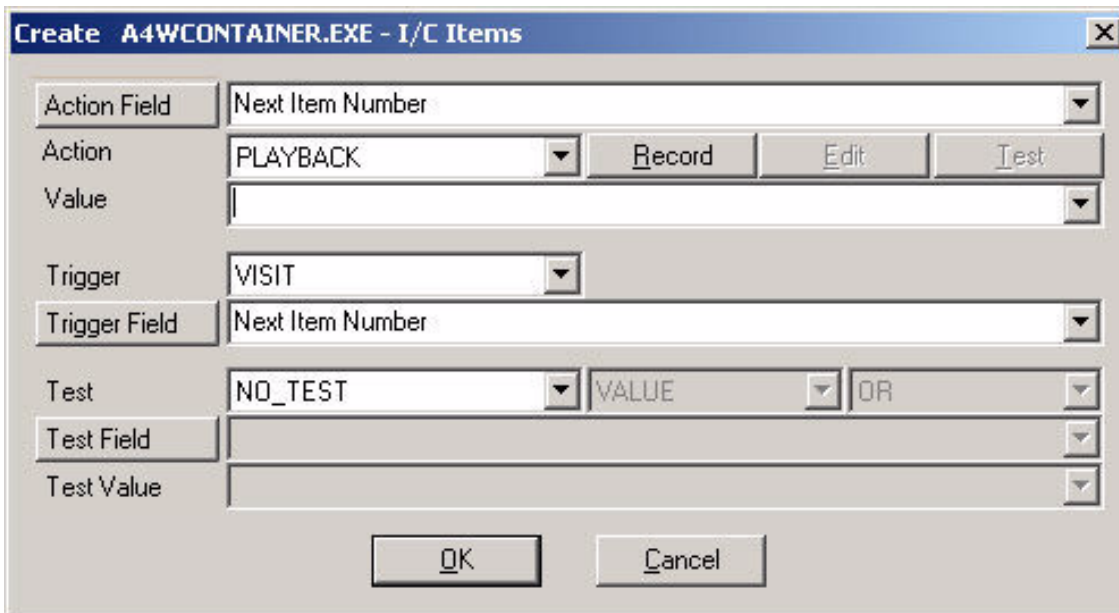 Create A4WCONTAINER.EXE - I/C Items
Action Field Next Item Number
Action PLAYBACK Record Edit Test
Value
Trigger VISIT
Trigger Field Next Item Number
Test NO_TEST VALUE OR
Test Field
Test Value
OK Cancel